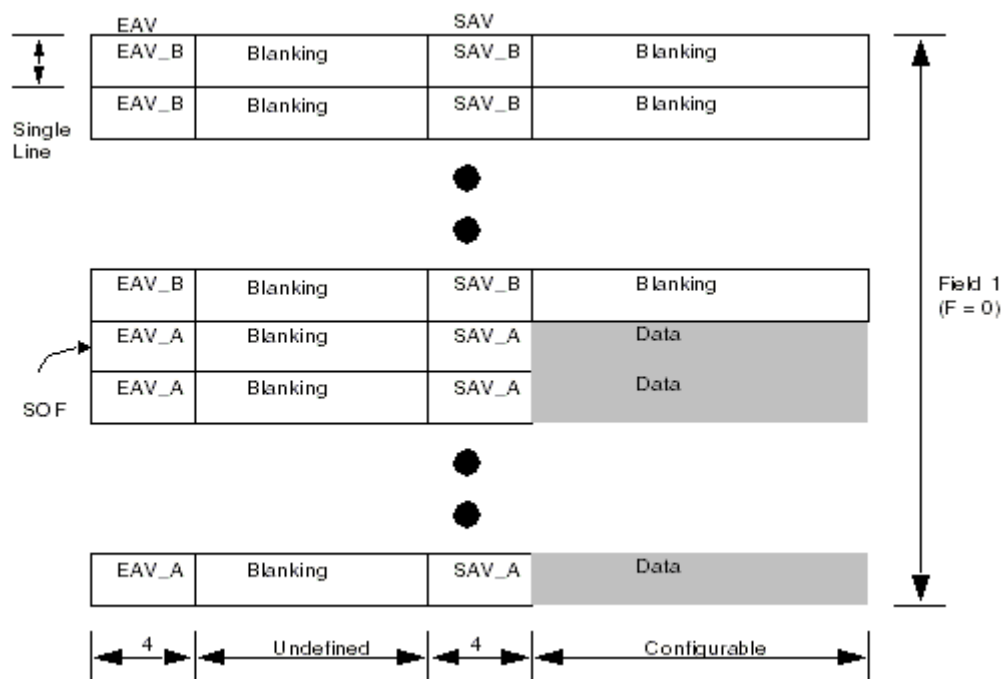 EAV SAV
EAV_B Blanking SAV_B Blanking
EAV_B Blanking SAV_B Blanking
Single
Line
EAV_B Blanking SAV_B Blanking
Field 1
(F = 0)
EAV_A Blanking SAV_A Data
EAV_A Blanking SAV_A Data
SOF
EAV_A Blanking SAV_A Data
4 Undefined 4 Configurable